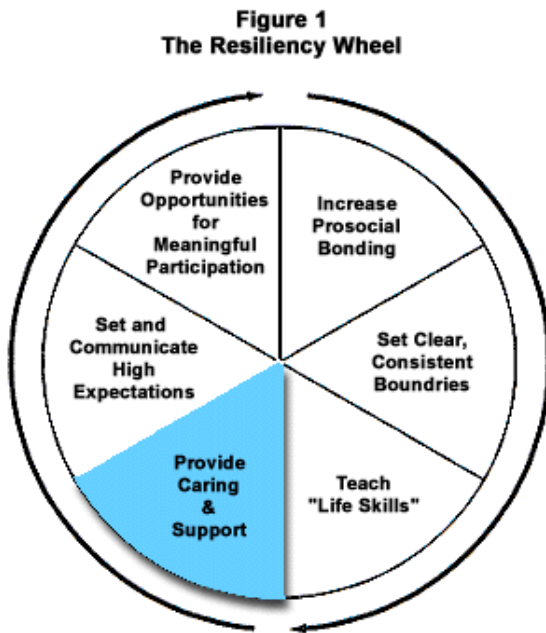 Figure 1
The Resiliency Wheel
Provide
Opportunities
for
Meaningful
Participation
Increase
Prosocial
Bonding
Set and
Communicate
High
Expectations
Set Clear,
Consistent
Boundries
Provide
Caring
&
Support
Teach
"Life Skills"